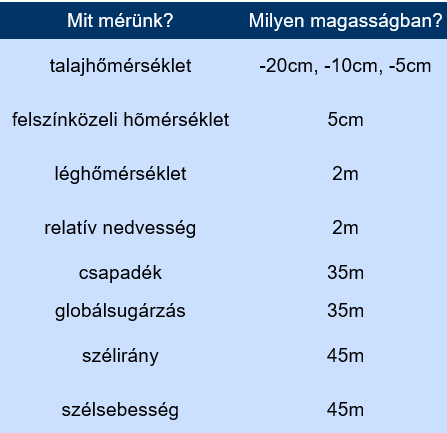 Mit mérünk? Milyen magasságban?
talajhőmérséklet -20cm, -10cm, -5cm
felszínközeli hõmérséklet 5cm
léghőmérséklet 2m
relatív nedvesség 2m
csapadék 35m
globálsugárzás 35m
szélirány 45m
szélsebesség 45m